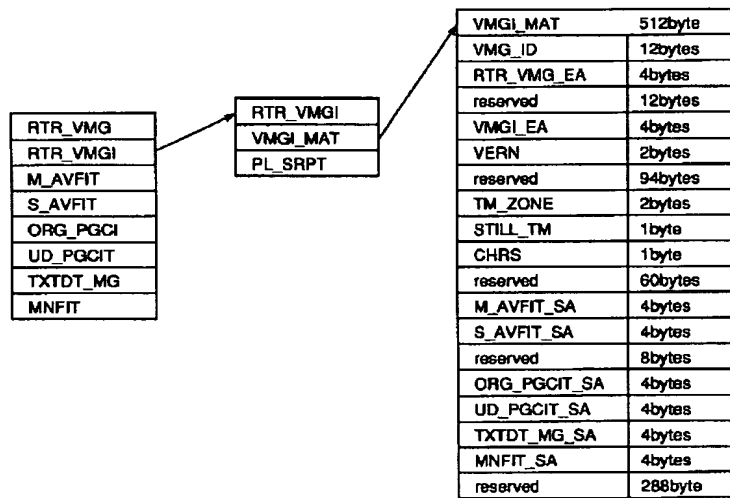 RTR_VMG
RTR_VMGI
M_AVFIT
S_AVFIT
ORG_PGCI
UD_PGCIT
TXTDT_MG
MNFIT
RTR_VMGI
VMGI_MAT
PL_SRPT
VMGI_MAT 512byte
VMG_ID 12bytes
RTR_VMG_EA 4bytes
reserved 12bytes
VMGI_EA 4bytes
VERN 2bytes
reserved 94bytes
TM_ZONE 2bytes
STILL_TM 1byte
CHRS 1byte
reserved 60bytes
M_AVFIT_SA 4bytes
S_AVFIT_SA 4bytes
reserved 8bytes
ORG_PGCIT_SA 4bytes
UD_PGCIT_SA 4bytes
TXTDT_MG_SA 4bytes
MNFIT_SA 4bytes
reserved 288byte